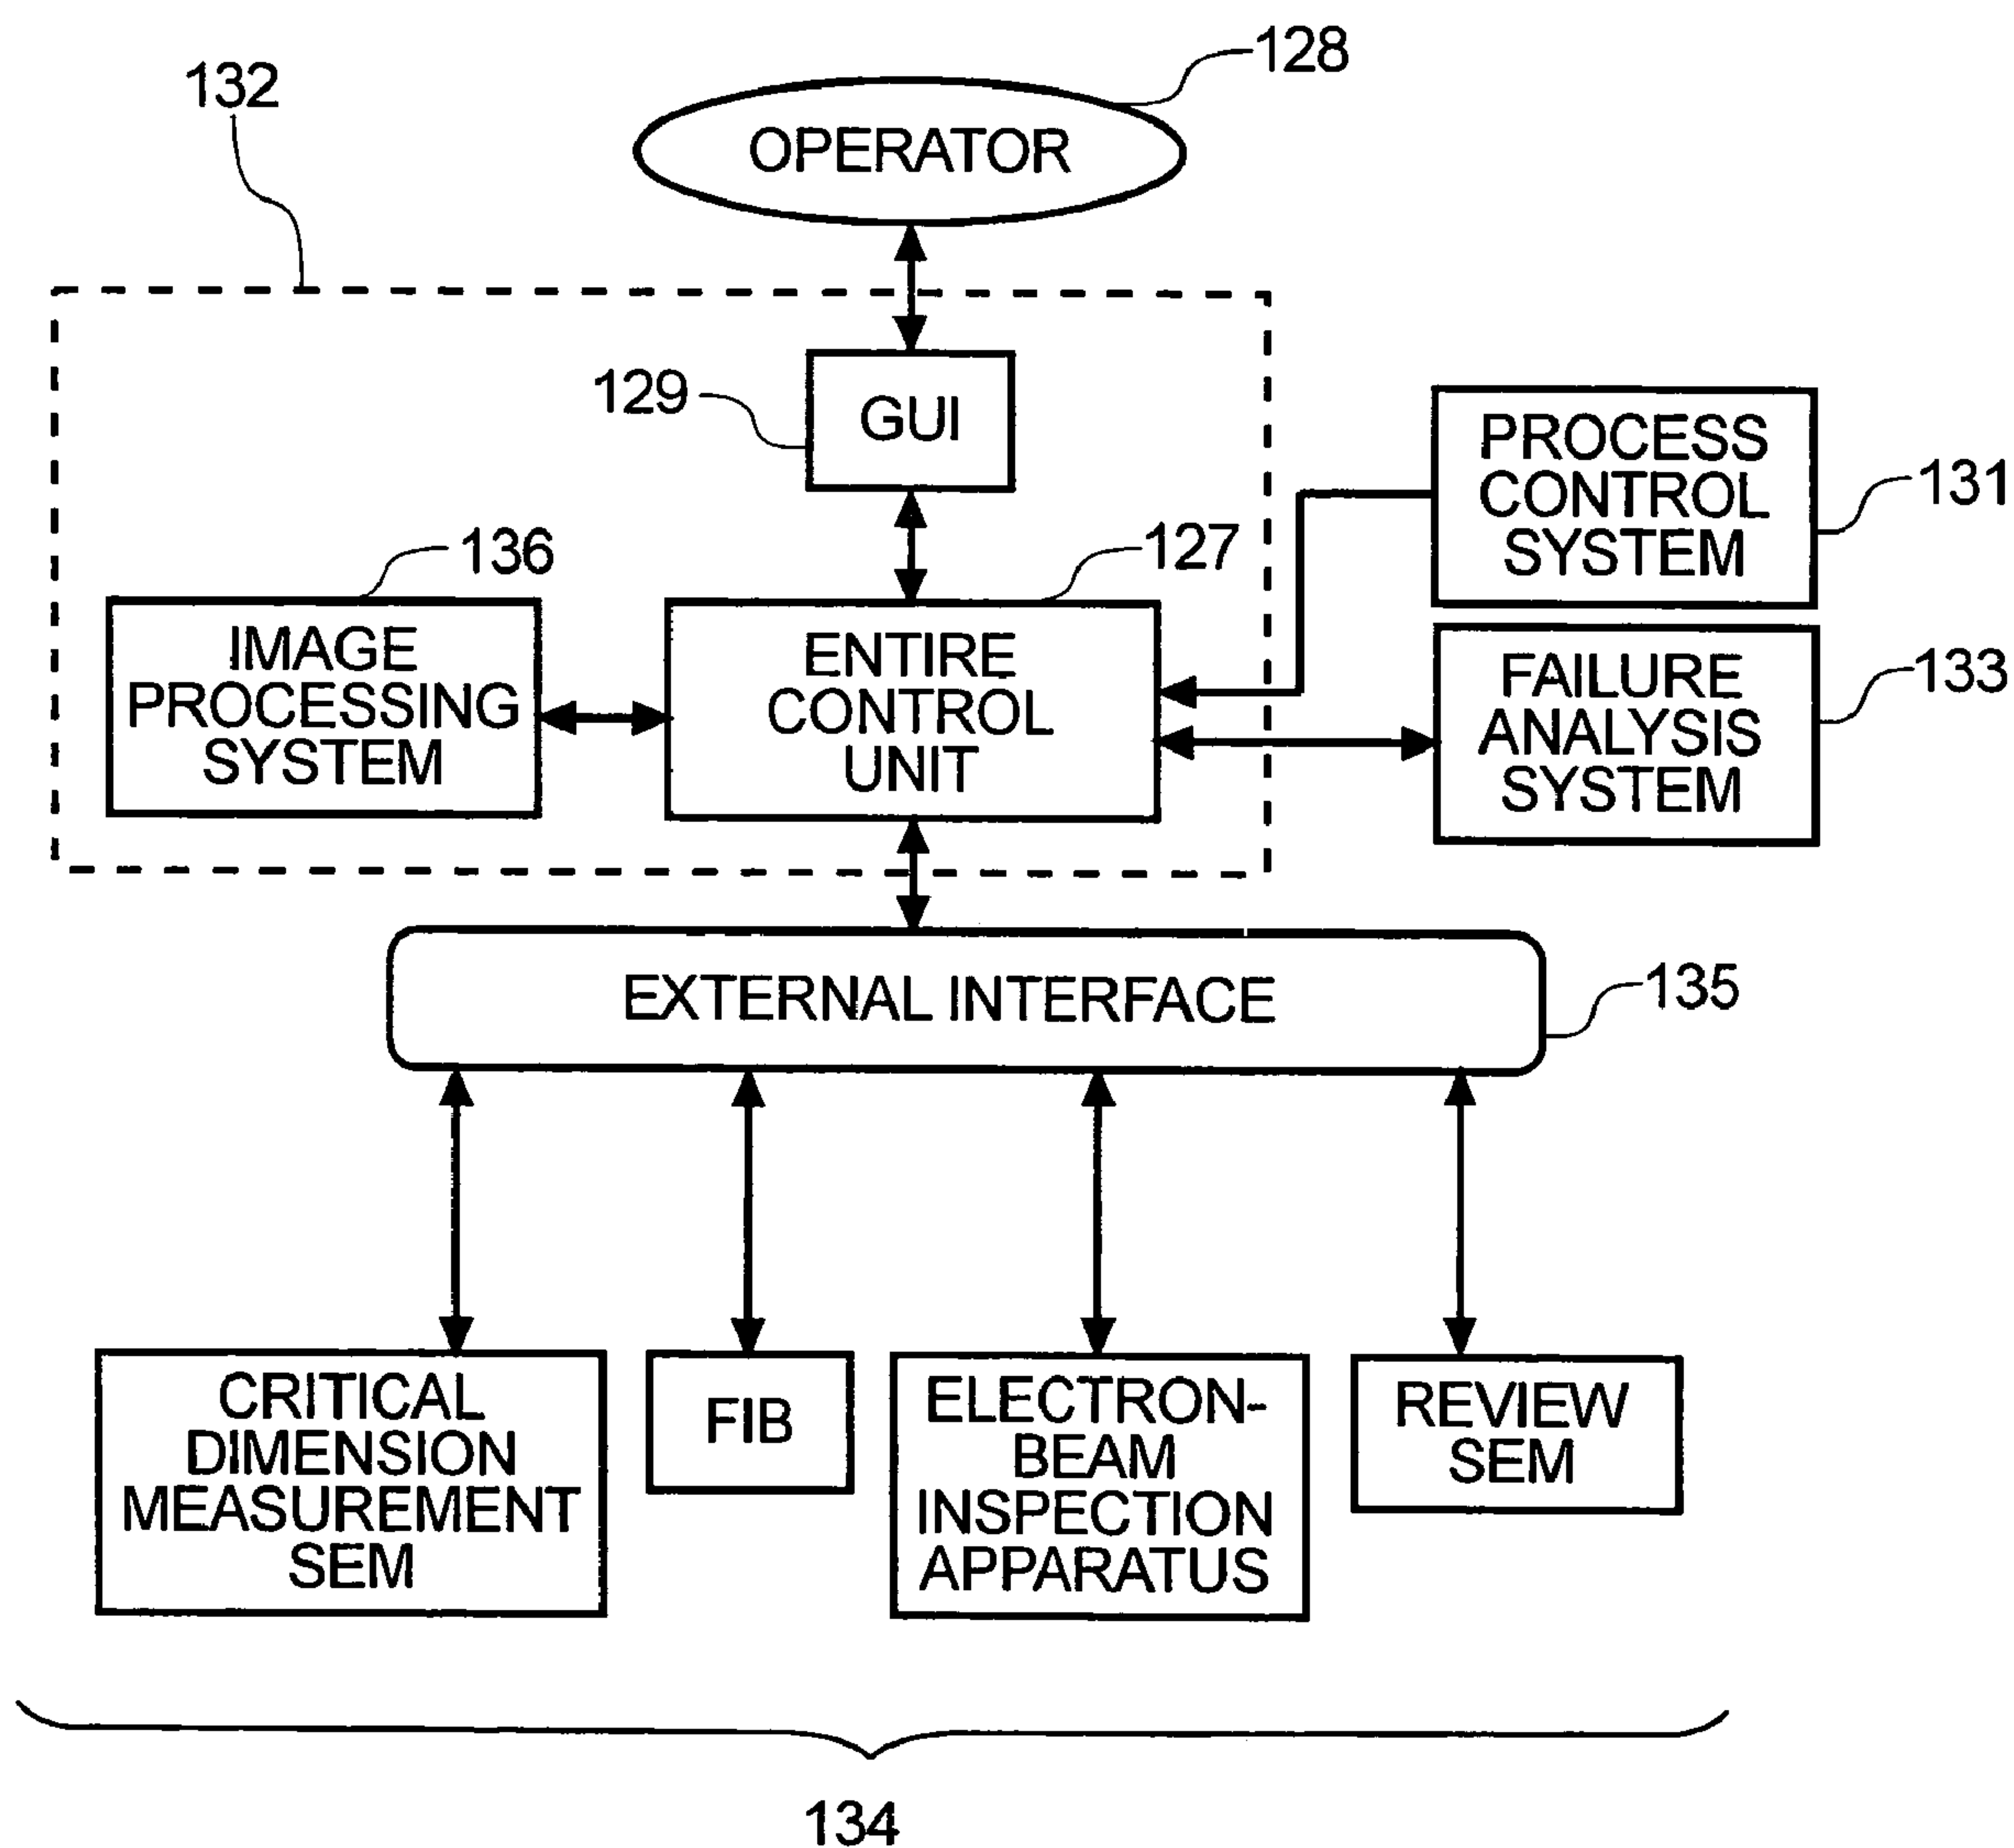 128
132
OPERATOR
129
GUI
PROCESS
CONTROL
SYSTEM
131
136
127
IMAGE
PROCESSING
SYSTEM
ENTIRE
CONTROL
UNIT
FAILURE
ANALYSIS
SYSTEM
133
EXTERNAL INTERFACE
135
CRITICAL
DIMENSION
MEASUREMENT
SEM
FIB
ELECTRON-
BEAM
INSPECTION
APPARATUS
REVIEW
SEM
134